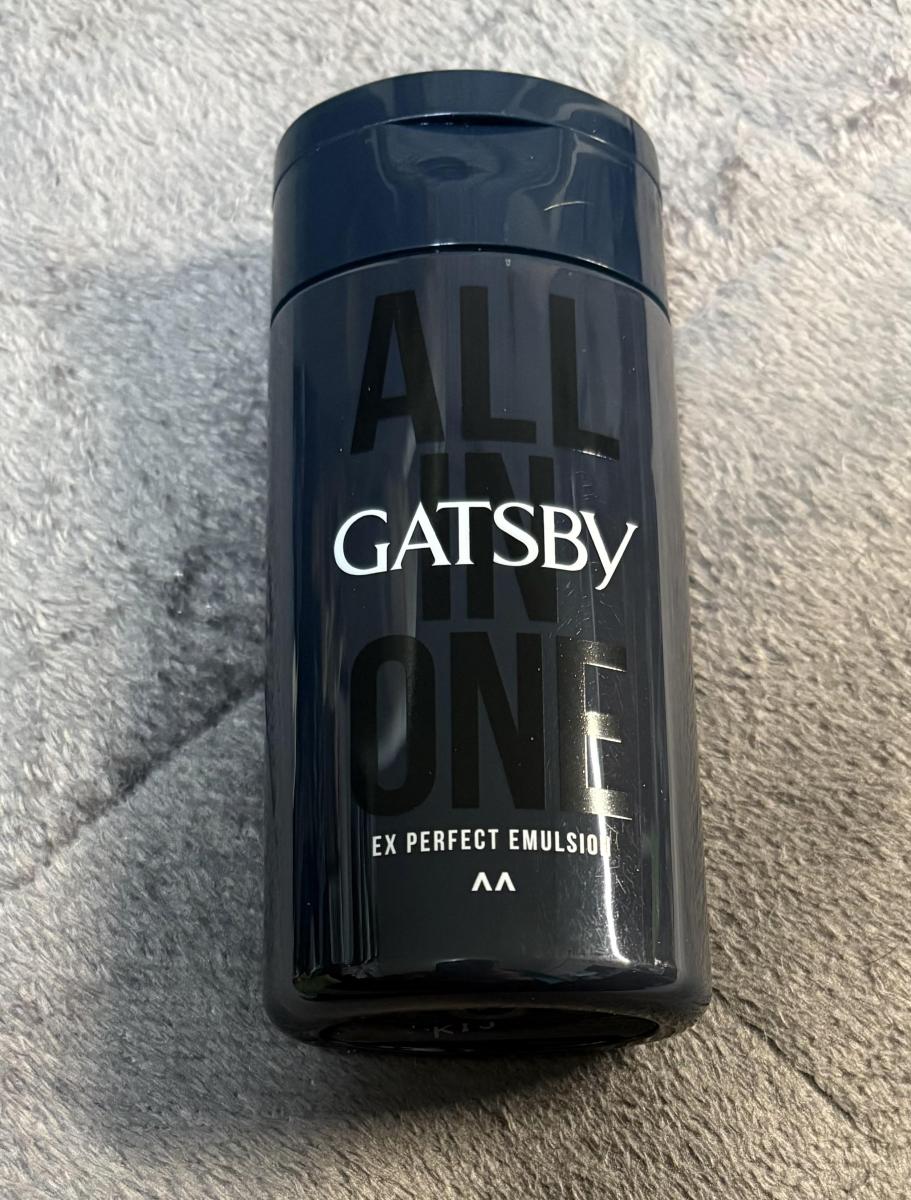 ALL
IN
GATSBY
ONE
EX PERFECT EMULSION